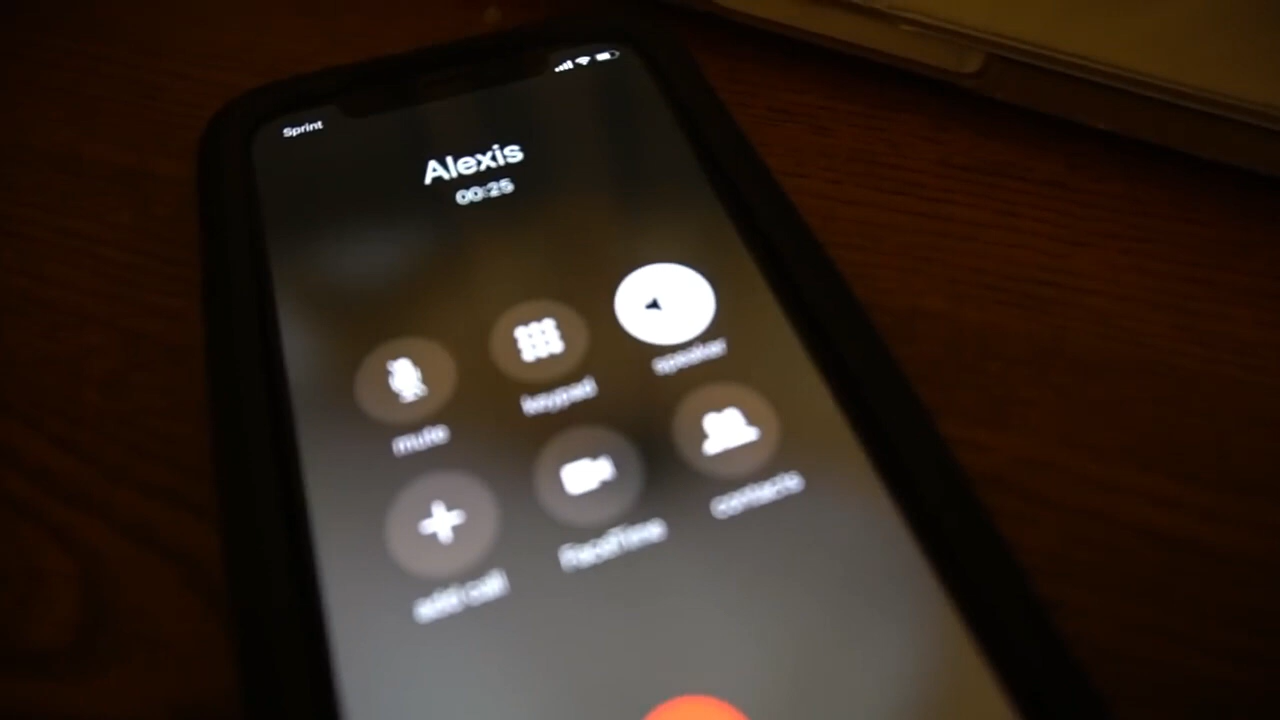 Sprint
Alexis
00:25
mute
keypad
speaker
add call
FaceTime
contacts